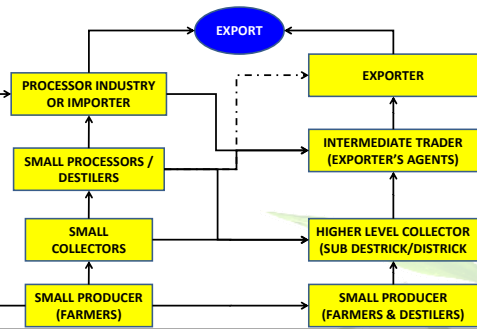 EXPORT
PROCESSOR INDUSTRY
OR IMPORTER
EXPORTER
SMALL PROCESSORS /
DESTILERS
INTERMEDIATE TRADER
(EXPORTER'S AGENTS)
SMALL
COLLECTORS
HIGHER LEVEL COLLECTOR
(SUB DESTRICK/DISTRICK
SMALL PRODUCER
(FARMERS)
SMALL PRODUCER
(FARMERS & DESTILERS)